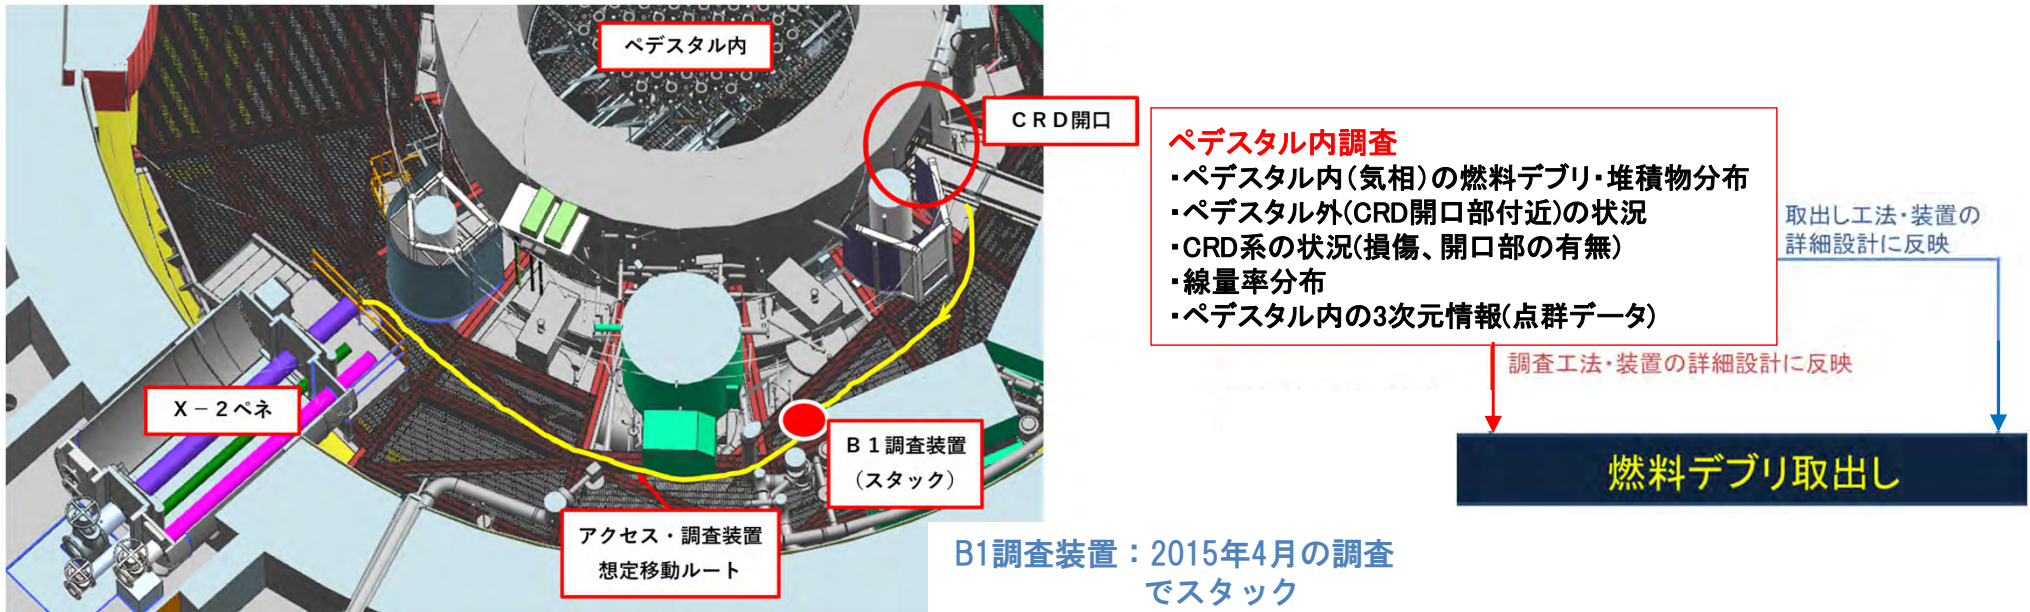 ペデスタル内
CRD開口
X-2ペネ
B1調査装置
(スタック)
アクセス・調査装置
想定移動ルート
B1調査装置：2015年4月の調査
でスタック
ペデスタル内調査
・ペデスタル内(気相)の燃料デブリ・堆積物分布
・ペデスタル外(CRD開口部付近)の状況
・CRD系の状況(損傷、開口部の有無)
・線量率分布
・ペデスタル内の3次元情報(点群データ)
取出し工法・装置の
詳細設計に反映
調査工法・装置の詳細設計に反映
燃料デブリ取出し